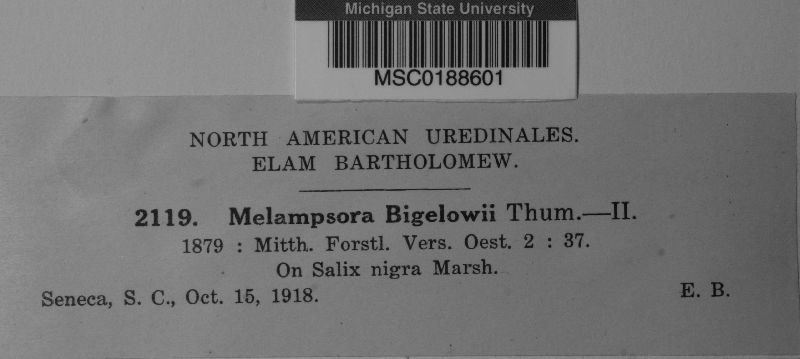 Michigan State University
MSC0188601
NORTH AMERICAN UREDINALES.
ELAM BARTHOLOMEW.
2119. Melampsora Bigelowii Thum.—II.
1879 : Mitth. Forstl. Vers. Oest. 2 : 37.
On Salix nigra Marsh.
Seneca, S. C., Oct. 15, 1918. E. B.